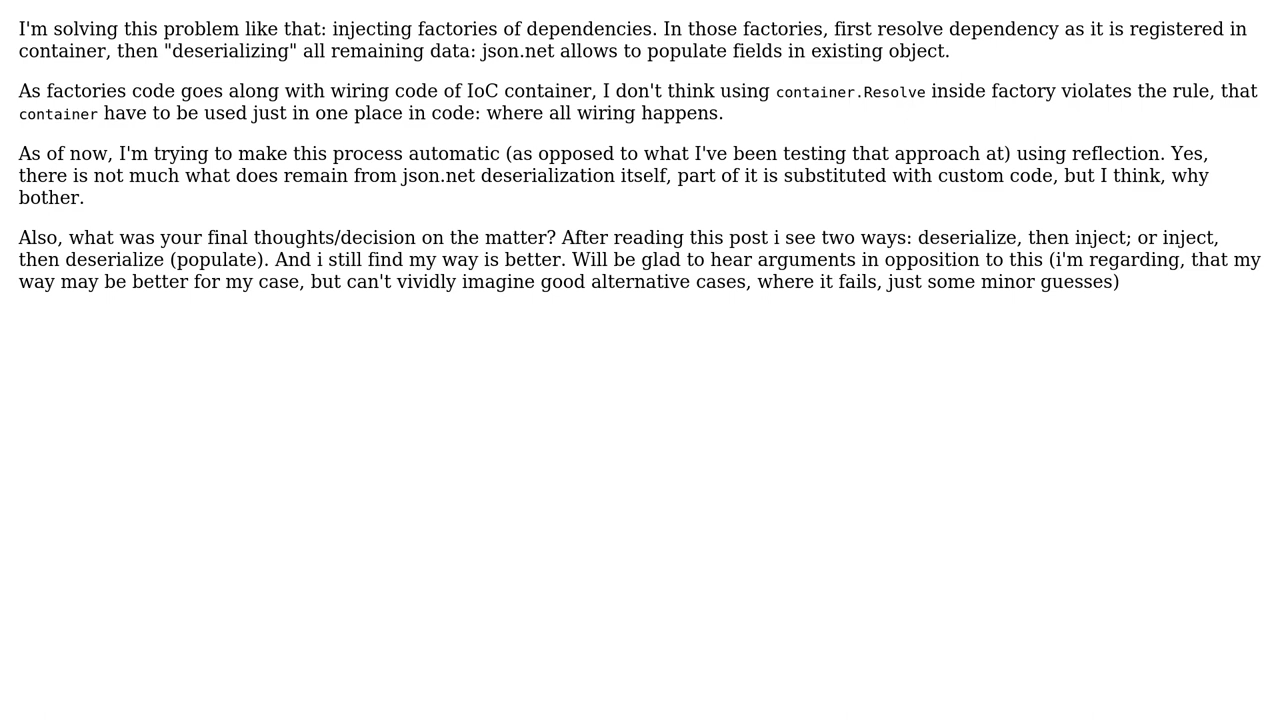 I'm solving this problem like that: injecting factories of dependencies. In those factories, first resolve dependency as it is registered in
container, then "deserializing" all remaining data: json.net allows to populate fields in existing object.
As factories code goes along with wiring code of IoC container, I don't think using container.Resolve inside factory violates the rule, that
container have to be used just in one place in code: where all wiring happens.
As of now, I'm trying to make this process automatic (as opposed to what I've been testing that approach at) using reflection. Yes,
there is not much what does remain from json.net deserialization itself, part of it is substituted with custom code, but I think, why
bother.
Also, what was your final thoughts/decision on the matter? After reading this post i see two ways: deserialize, then inject; or inject,
then deserialize (populate). And i still find my way is better. Will be glad to hear arguments in opposition to this (i'm regarding, that my
way may be better for my case, but can't vividly imagine good alternative cases, where it fails, just some minor guesses)